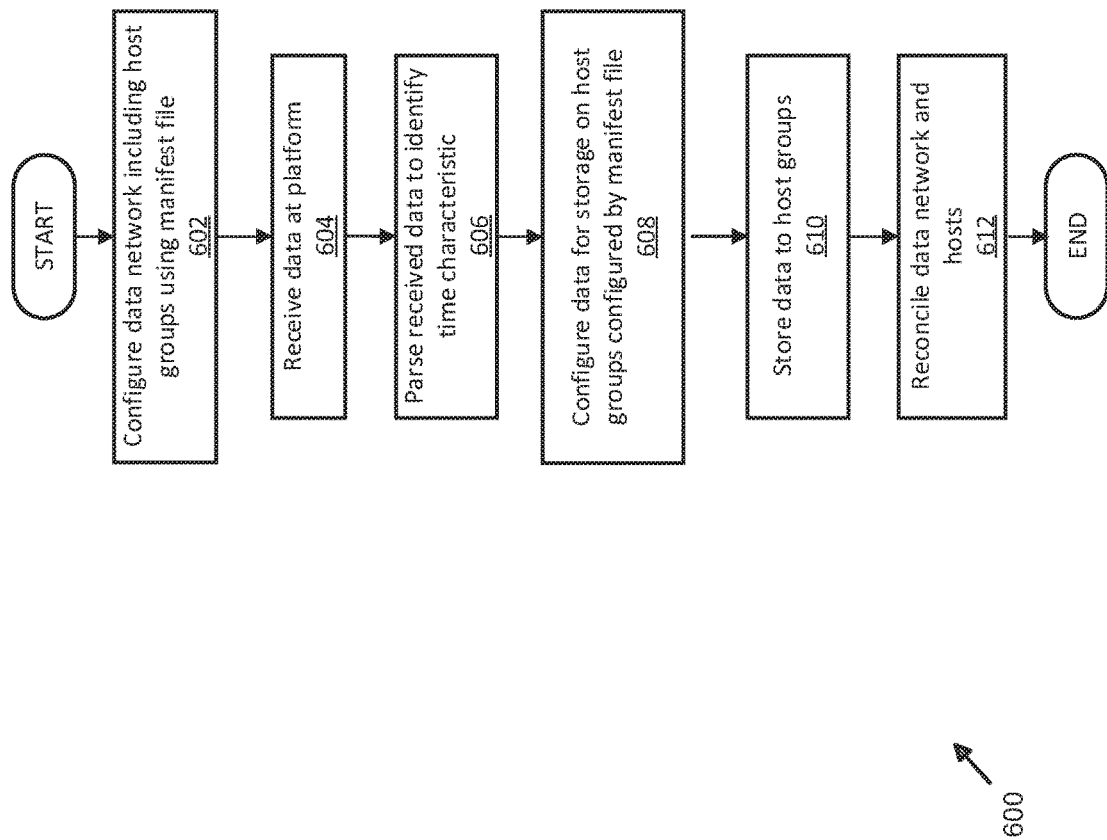 START
Configure data network including host
groups using manifest file
602
Receive data at platform
604
Parse received data to identify
time characteristic
606
Configure data for storage on host
groups configured by manifest file
608
Store data to host groups
610
Reconcile data network and
hosts
612
END
600